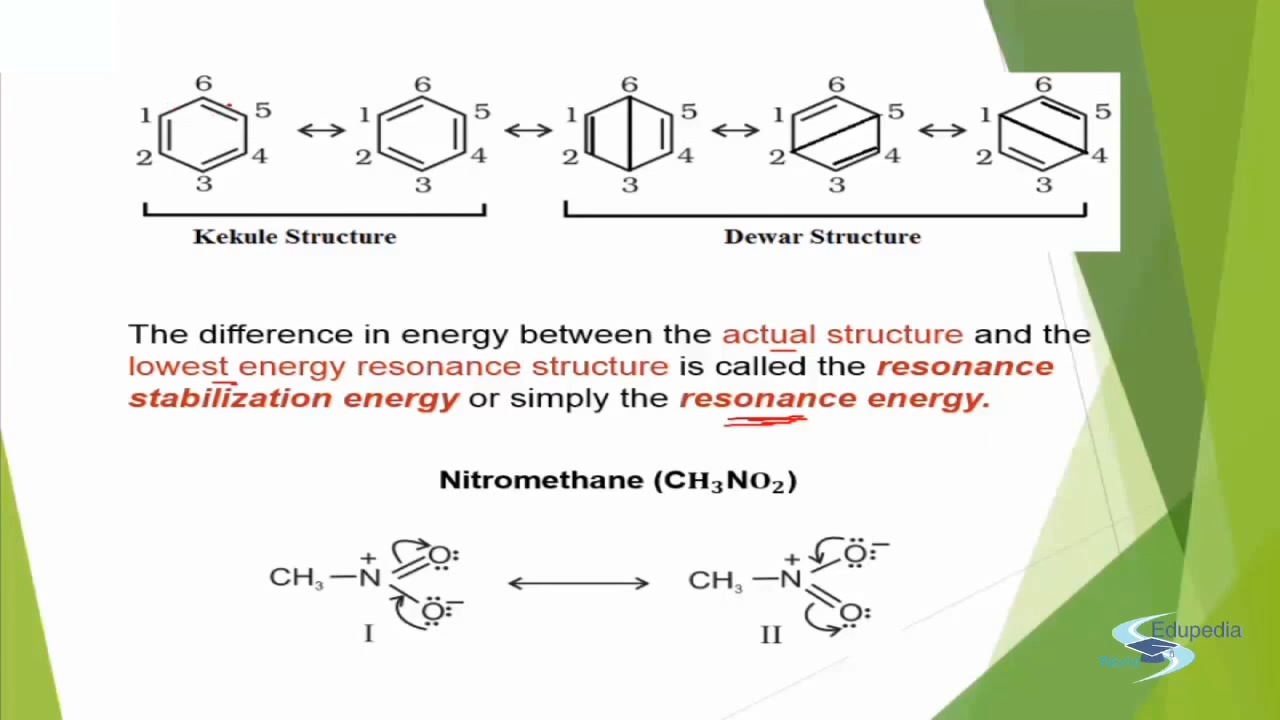 6 6 6 6 6
1 5 1 5 1 5 1 5 1 5
2 4 2 4 2 4 2 4 2 4
3 3 3 3 3
Kekule Structure Dewar Structure
The difference in energy between the actual structure and the
lowest energy resonance structure is called the resonance
stabilization energy or simply the resonance energy.
Nitromethane (CH₃NO₂)
CH₃ — N⁺ = Ö: CH₃ — N⁺ — Ö:⁻
Ö:⁻ Ö:
I II
Edupedia
World